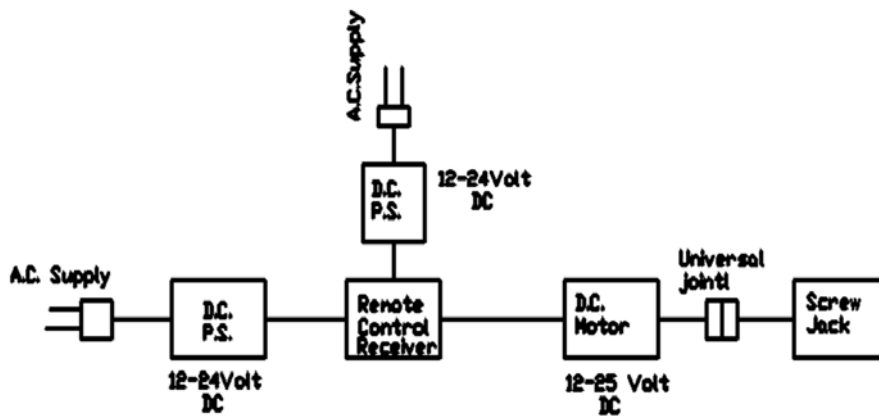 A.C.Supply
D.C.
P.S.
12-24Volt
DC
A.C. Supply
D.C.
P.S.
12-24Volt
DC
Remote
Control
Receiver
D.C.
Motor
12-25 Volt
DC
Universal
jointl
Screw
Jack